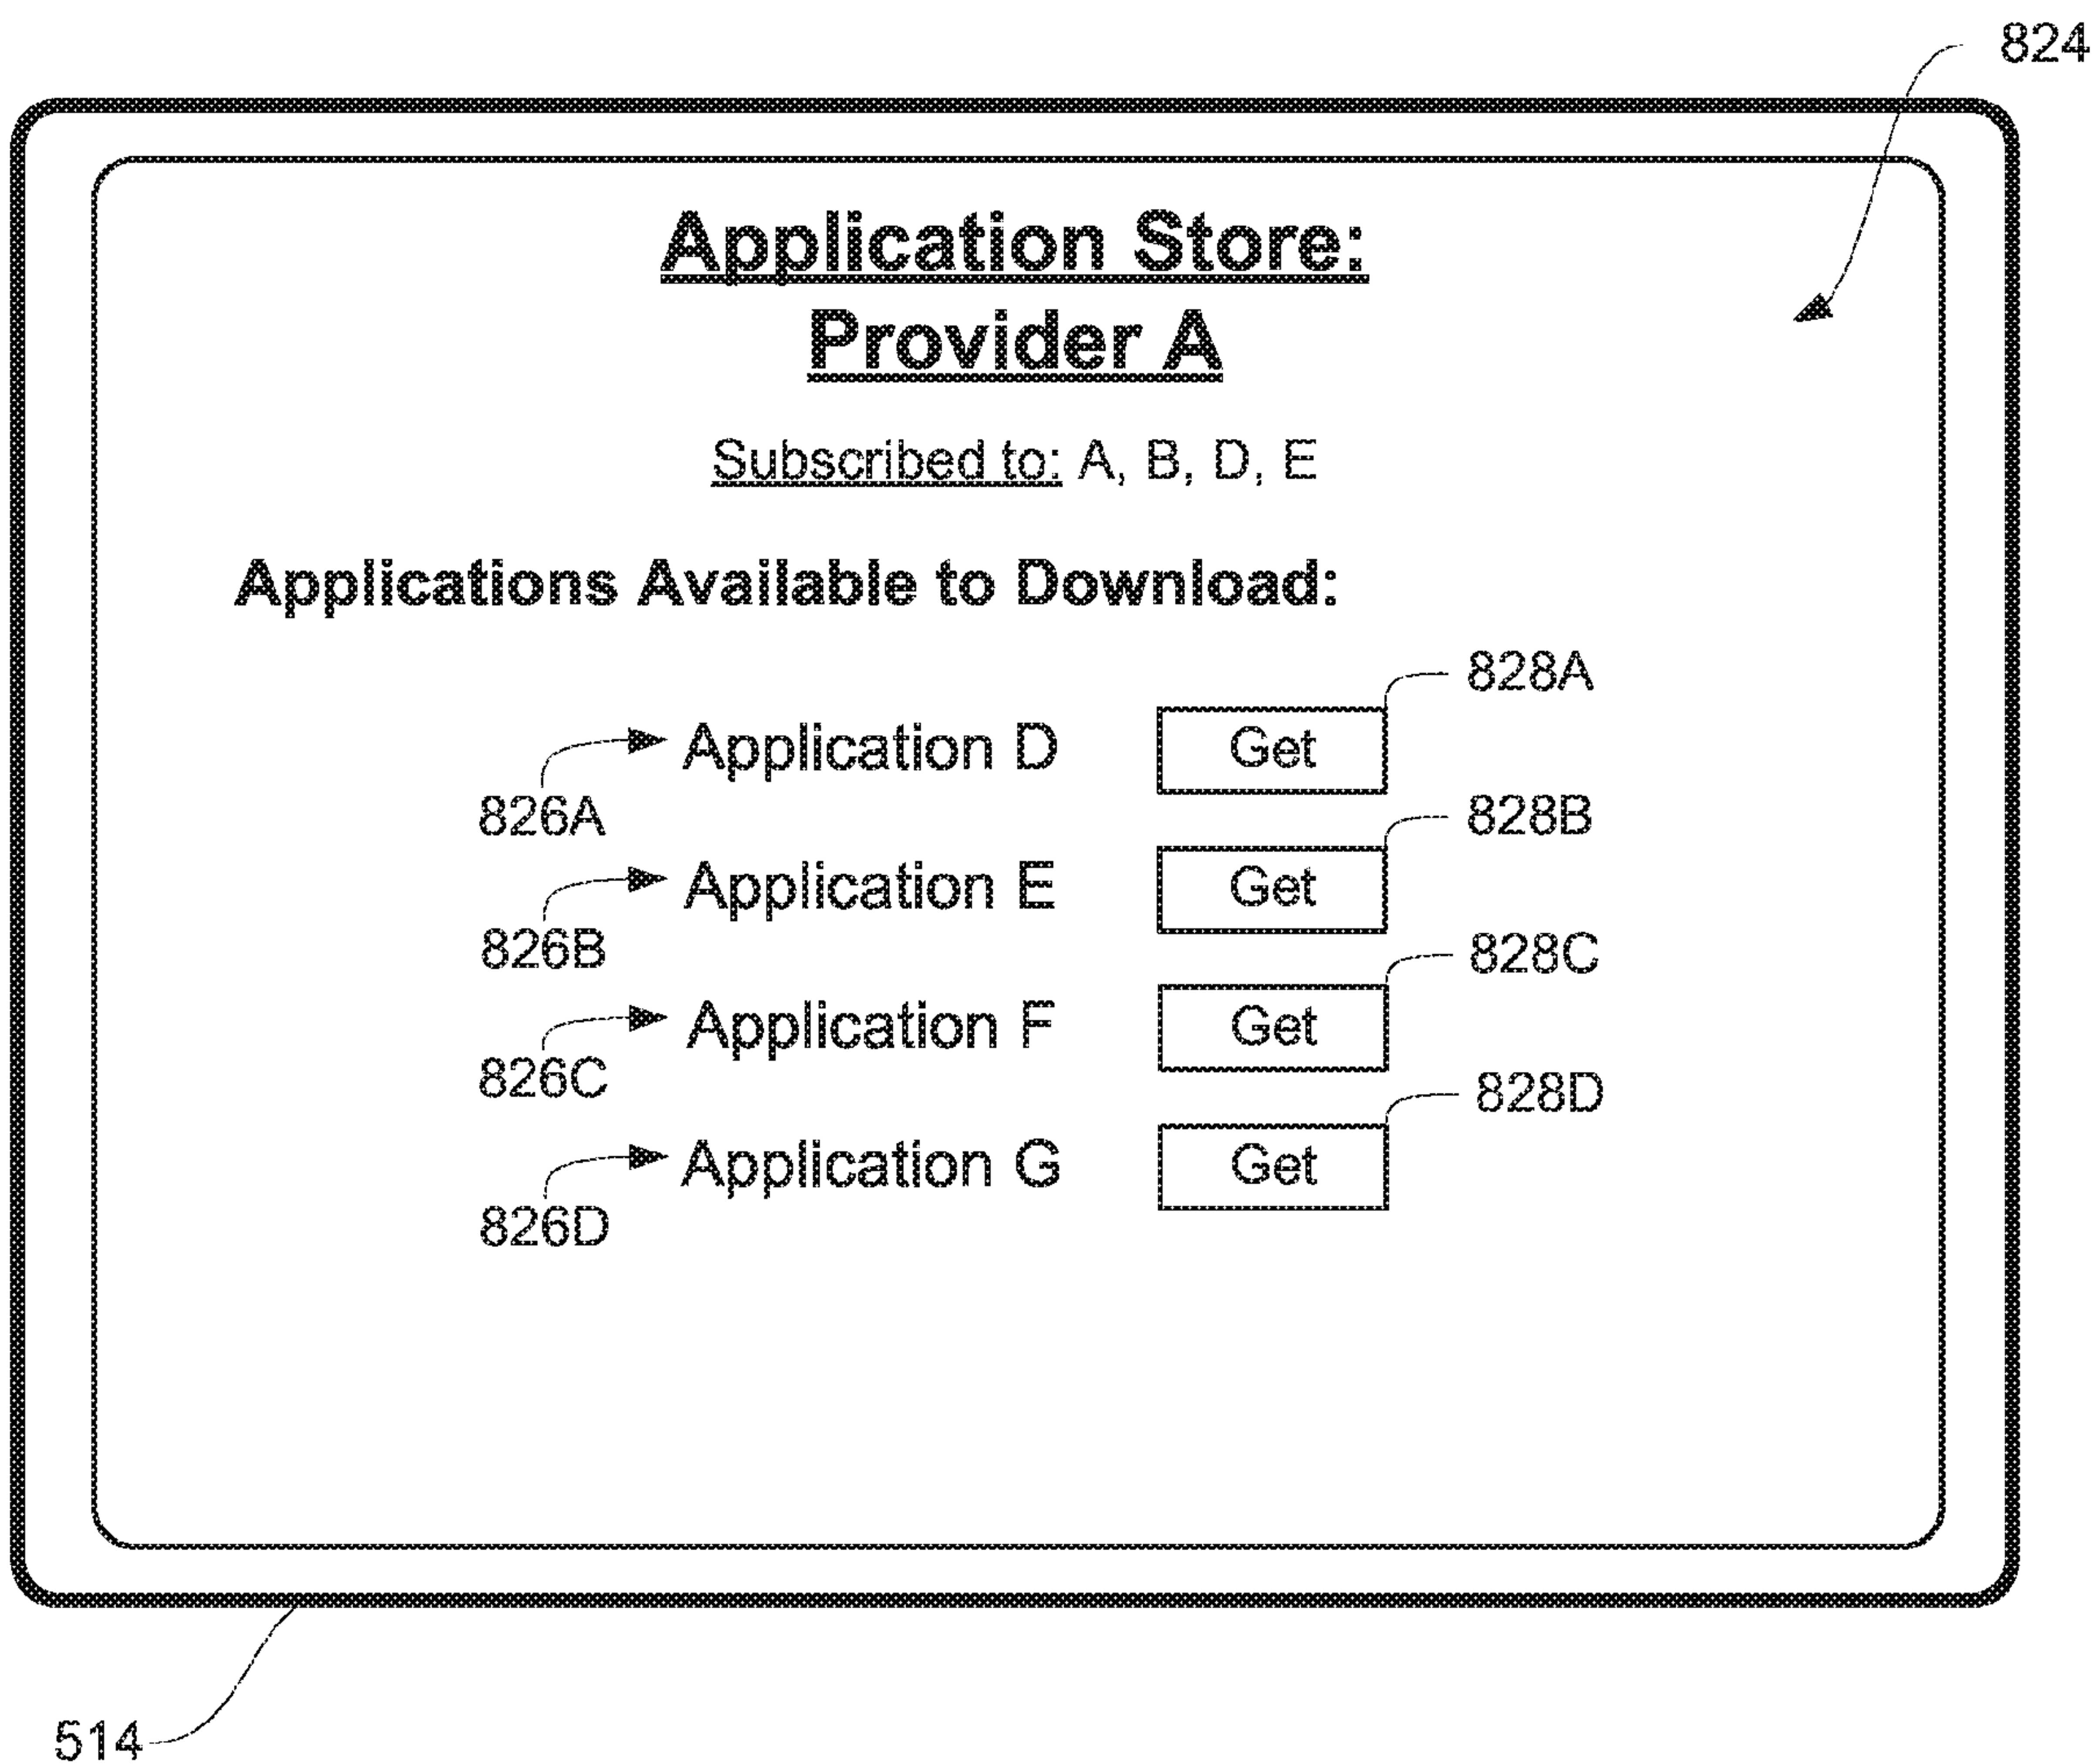 824
Application Store:
Provider A
Subscribed to: A, B, D, E
Applications Available to Download:
828A
Application D Get
826A
828B
Application E Get
826B
828C
Application F Get
826C
828D
Application G Get
826D
514